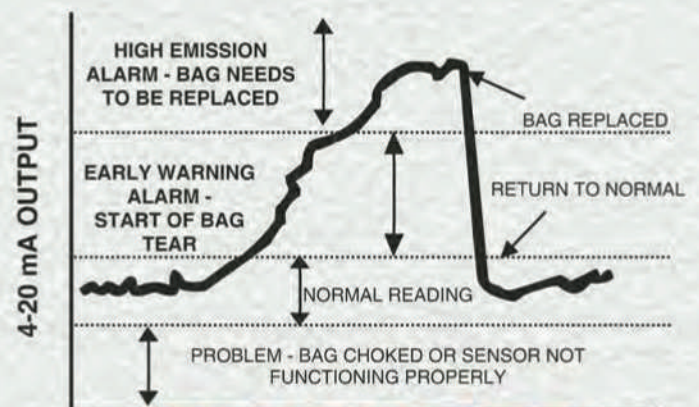 4-20 mA OUTPUT
HIGH EMISSION
ALARM - BAG NEEDS
TO BE REPLACED
BAG REPLACED
EARLY WARNING
ALARM -
START OF BAG
TEAR
RETURN TO NORMAL
NORMAL READING
PROBLEM - BAG CHOKED OR SENSOR NOT
FUNCTIONING PROPERLY